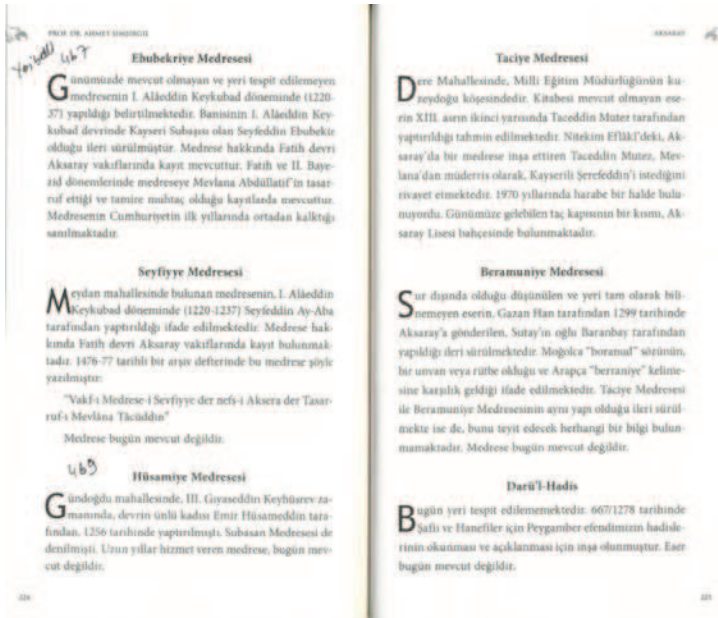 PROF. DR. AHMET ŞİMŞİRGİL
467
Ebubekriye Medresesi
Günümüzde mevcut olmayan ve yeri tespit edilemeyen
medresenin I. Alâeddin Keykubad döneminde (1220-
37) yapıldığı belirtilmektedir. Banisinin I. Alâeddin Key-
kubad devrinde Kayseri Subaşısı olan Seyfeddin Ebubekir
olduğu ileri sürülmüştür. Medrese hakkında Fatih devri
Aksaray vakıflarında kayıt mevcuttur. Fatih ve II. Baye-
zid dönemlerinde medreseye Mevlana Abdüllatif'in tasar-
ruf ettiği ve tamire muhtaç olduğu kayıtlarda mevcuttur.
Medresenin Cumhuriyetin ilk yıllarında ortadan kalktığı
sanılmaktadır.
Seyfiyye Medresesi
Meydan mahallesinde bulunan medresenin, I. Alâeddin
Keykubad döneminde (1220-1237) Seyfeddin Ay-Aba
tarafından yaptırıldığı ifade edilmektedir. Medrese hak-
kında Fatih devri Aksaray vakıflarında kayıt bulunmak-
tadır. 1476-77 tarihli bir arşiv defterinde bu medrese şöyle
yazılmıştır:
"Vakf-ı Medrese-i Seyfiyye der nefs-i Aksera der Tasar-
ruf-ı Mevlâna Tâcüddin"
Medrese bugün mevcut değildir.
469
Hüsamiye Medresesi
Gündoğdu mahallesinde, III. Gıyaseddin Keyhüsrev za-
manında, devrin ünlü kadısı Emir Hüsameddin tara-
fından, 1256 tarihinde yaptırılmıştı. Subasan Medresesi de
denilmişti. Uzun yıllar hizmet veren medrese, bugün mev-
cut değildir.
224
AKSARAY
Taciye Medresesi
Dere Mahallesinde, Milli Eğitim Müdürlüğünün ku-
zeydoğu köşesindedir. Kitabesi mevcut olmayan ese-
rin XIII. asrın ikinci yarısında Taceddin Mutez tarafından
yaptırıldığı tahmin edilmektedir. Nitekim Eflâkî'deki, Ak-
saray'da bir medrese inşa ettiren Taceddin Mutez, Mev-
lana'dan müderris olarak, Kayserili Şerefeddin'i istediğini
rivayet etmektedir. 1970 yıllarında harabe bir halde bulu-
nuyordu. Günümüze gelebilen taç kapısının bir kısmı, Ak-
saray Lisesi bahçesinde bulunmaktadır.
Beramuniye Medresesi
Sur dışında olduğu düşünülen ve yeri tam olarak bili-
nemeyen eserin, Gazan Han tarafından 1299 tarihinde
Aksaray'a gönderilen, Sutay'ın oğlu Baranbay tarafından
yapıldığı ileri sürülmektedir. Moğolca "boranud" sözünün,
bir unvan veya rütbe olduğu ve Arapça "berraniye" kelime-
sine karşılık geldiği ifade edilmektedir. Taciye Medresesi
ile Beramuniye Medresesinin aynı yapı olduğu ileri sürül-
mekte ise de, bunu teyit edecek herhangi bir bilgi bulun-
mamaktadır. Medrese bugün mevcut değildir.
Darü'l-Hadis
Bugün yeri tespit edilememektedir. 667/1278 tarihinde
Şafii ve Hanefiler için Peygamber efendimizin hadisle-
rinin okunması ve açıklanması için inşa olunmuştur. Eser
bugün mevcut değildir.
225